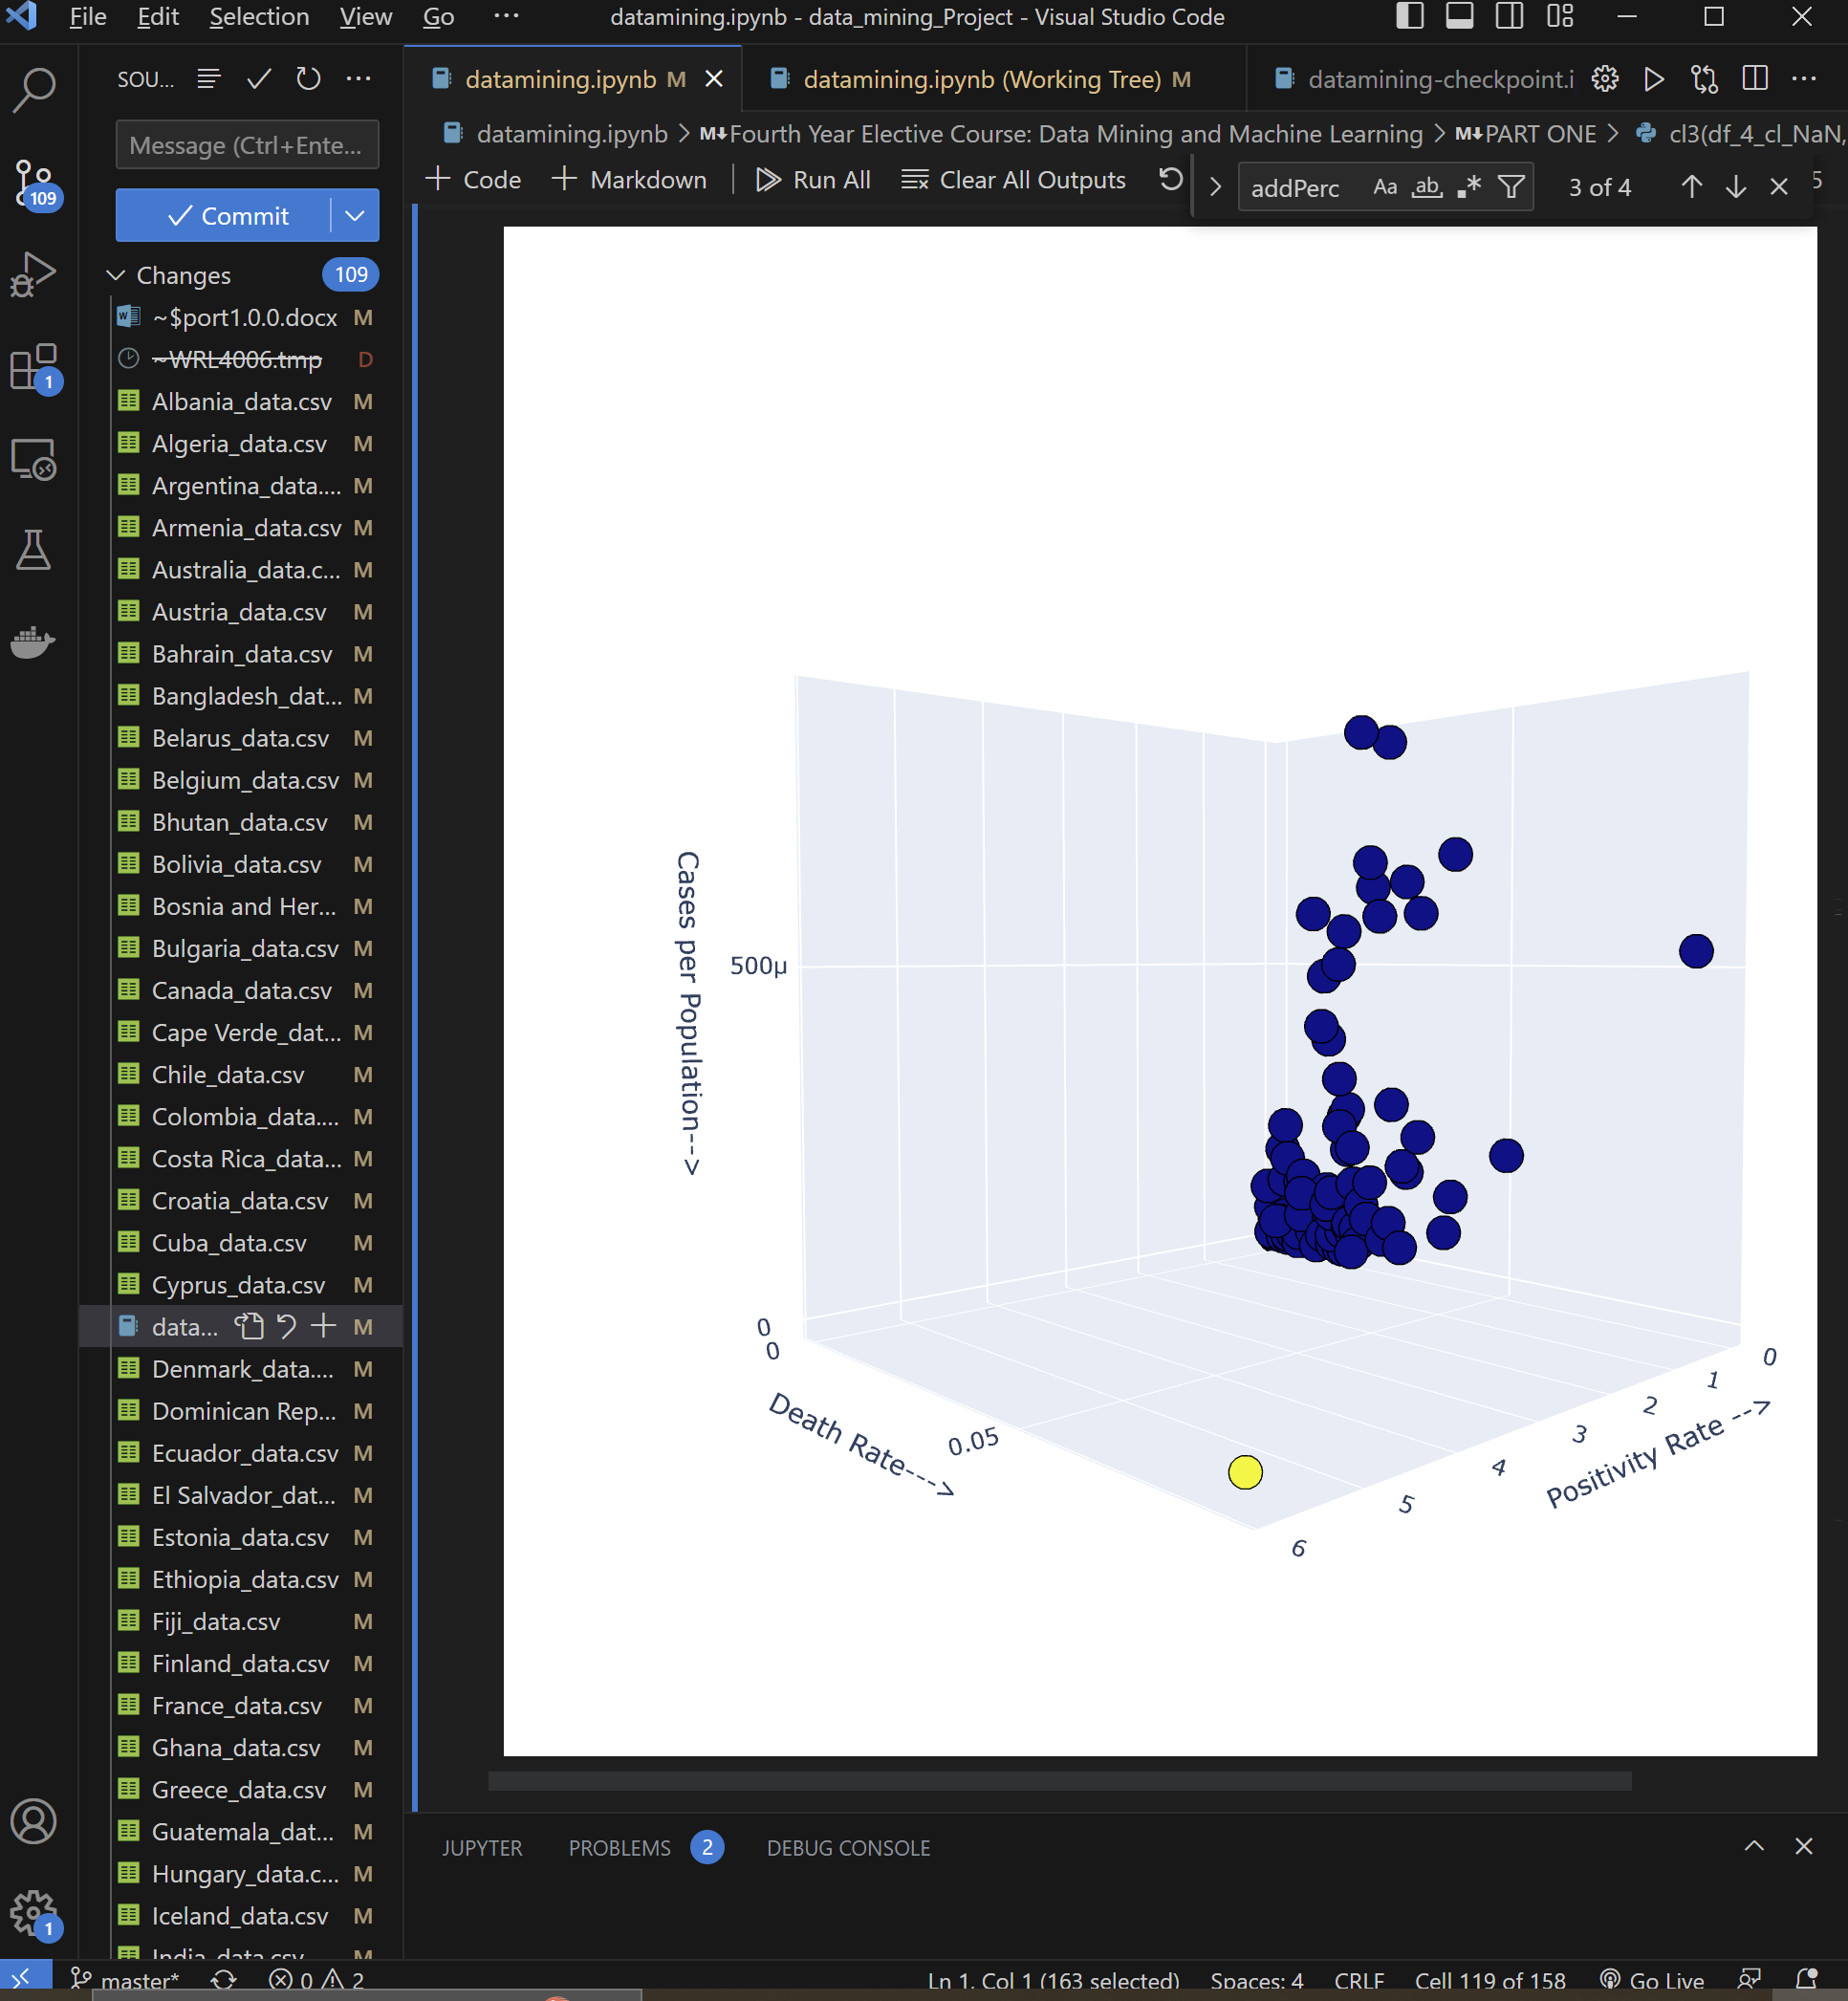 File Edit Selection View Go ··· datamining.ipynb - data_mining_Project - Visual Studio Code
SOU...
datamining.ipynb M
datamining.ipynb (Working Tree) M
datamining-checkpoint.i
109
Message (Ctrl+Ente...
datamining.ipynb > M↓Fourth Year Elective Course: Data Mining and Machine Learning > M↓PART ONE > cl3(df_4_cl_NaN,
Commit
+ Code + Markdown Run All Clear All Outputs
addPerc Aa ab 3 of 4
5
Changes 109
~$port1.0.0.docx M
~WRL4006.tmp D
1
Albania_data.csv M
Algeria_data.csv M
Argentina_data.... M
Armenia_data.csv M
Australia_data.c... M
Austria_data.csv M
Bahrain_data.csv M
Bangladesh_dat... M
Belarus_data.csv M
Belgium_data.csv M
Bhutan_data.csv M
Bolivia_data.csv M
Bosnia and Her... M
Bulgaria_data.csv M
Canada_data.csv M
Cape Verde_dat... M
Chile_data.csv M
Colombia_data.... M
Costa Rica_data... M
Croatia_data.csv M
Cuba_data.csv M
Cyprus_data.csv M
data... M
Denmark_data.... M
Dominican Rep... M
Ecuador_data.csv M
El Salvador_dat... M
Estonia_data.csv M
Ethiopia_data.csv M
Fiji_data.csv M
Finland_data.csv M
France_data.csv M
Ghana_data.csv M
Greece_data.csv M
Guatemala_dat... M
Hungary_data.c... M
Iceland_data.csv M
India_data.csv M
1
Cases per Population-->
500μ
0
0
Death Rate---->
0.05
0
1
2
3
4
5
6
Positivity Rate -->
JUPYTER PROBLEMS 2 DEBUG CONSOLE
master* 0 2 Ln 1, Col 1 (163 selected) Spaces: 4 CRLF Cell 119 of 158 Go Live